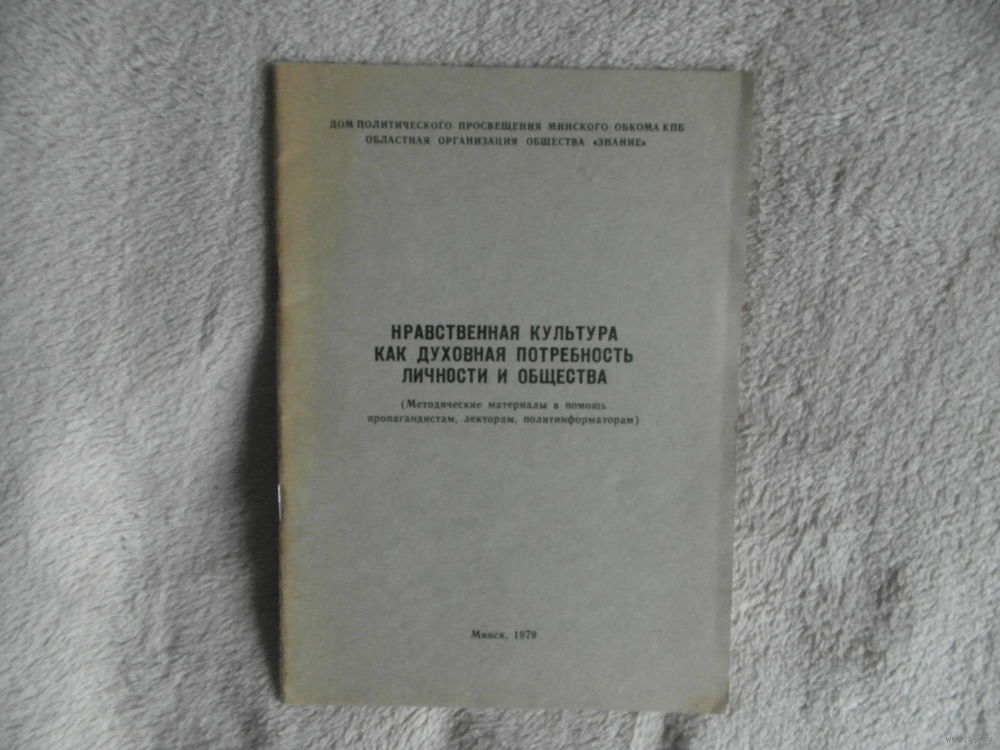 ДОМ ПОЛИТИЧЕСКОГО ПРОСВЕЩЕНИЯ МИНСКОГО ОБКОМА КПБ
ОБЛАСТНАЯ ОРГАНИЗАЦИЯ ОБЩЕСТВА «ЗНАНИЕ»
НРАВСТВЕННАЯ КУЛЬТУРА
КАК ДУХОВНАЯ ПОТРЕБНОСТЬ
ЛИЧНОСТИ И ОБЩЕСТВА
(Методические материалы в помощь
пропагандистам, лекторам, политинформаторам)
Минск, 1979